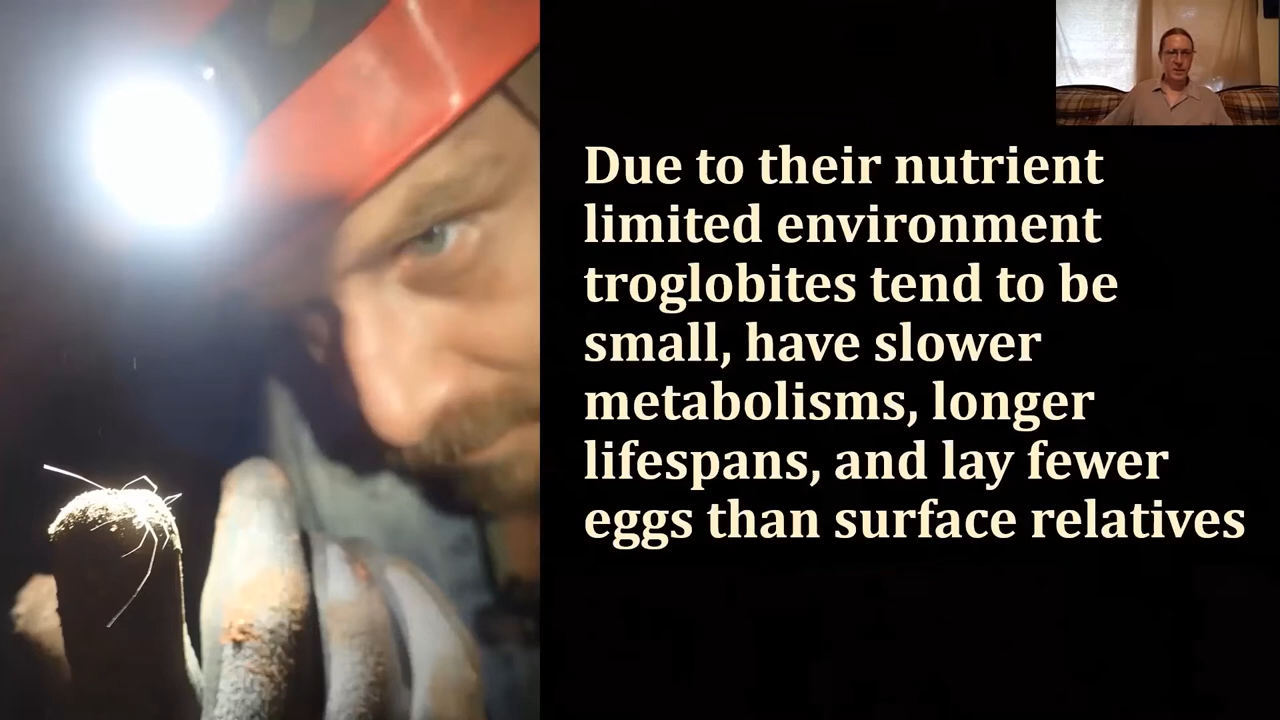 Due to their nutrient
limited environment
troglobites tend to be
small, have slower
metabolisms, longer
lifespans, and lay fewer
eggs than surface relatives